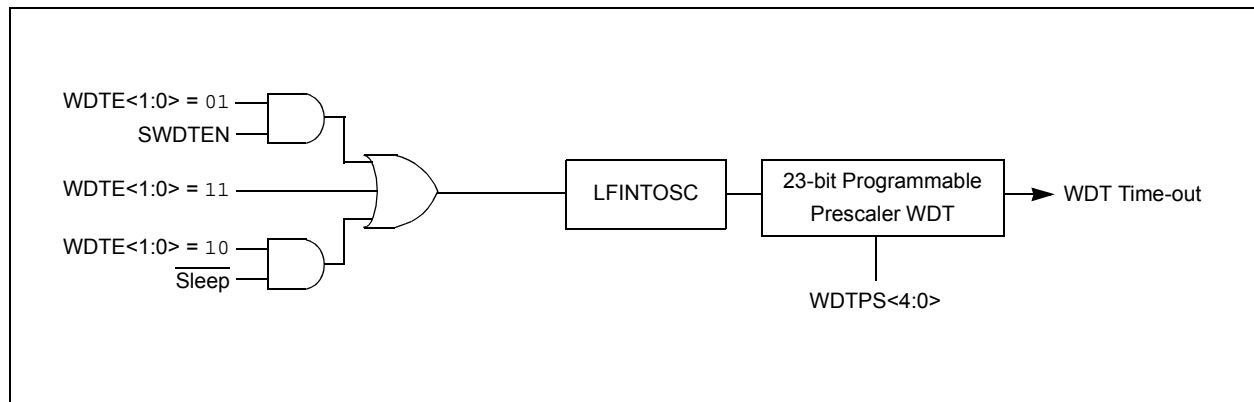 WDTE<1:0> = 01
SWDTEN
WDTE<1:0> = 11
WDTE<1:0> = 10
Sleep
LFINTOSC
23-bit Programmable
Prescaler WDT
WDT Time-out
WDTPS<4:0>